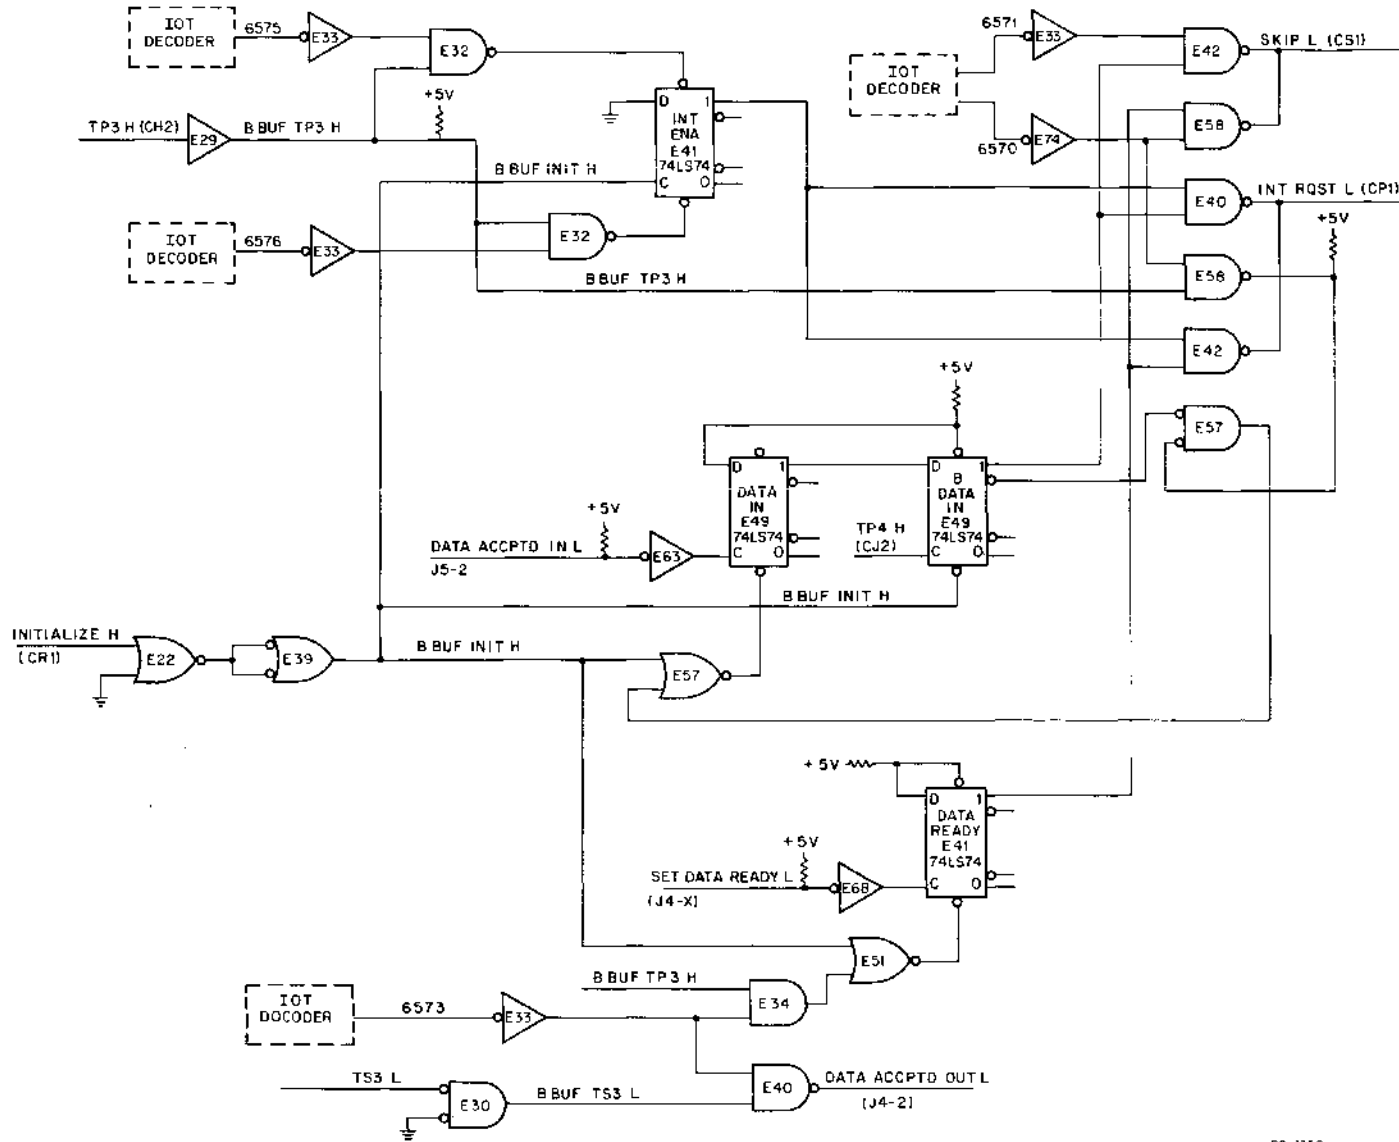 IOT
DECODER
6575
E33
E32
6571
E33
E42
SKIP L (CS1)
IOT
DECODER
+5V
D 1
INT
ENA
E41
74LS74
C 0
E58
TP3 H (CH2)
E29
B BUF TP3 H
6570
E74
B BUF INIT H
E40
INT RQST L (CP1)
+5V
IOT
DECODER
6576
E33
E32
B BUF TP3 H
E58
E42
+5V
E57
D 1
DATA
IN
E49
74LS74
C 0
D 1
B
DATA
IN
E49
74LS74
C 0
+5V
DATA ACCPTD IN L
J5-2
E63
TP4 H
(CJ2)
B BUF INIT H
INITIALIZE H
(CR1)
E22
E39
B BUF INIT H
E57
+5V
D 1
DATA
READY
E41
74LS74
C 0
+5V
SET DATA READY L
(J4-X)
E68
E51
B BUF TP3 H
E34
IOT
DOCODER
6573
E33
TS3 L
E30
B BUF TS3 L
E40
DATA ACCPTD OUT L
(J4-2)